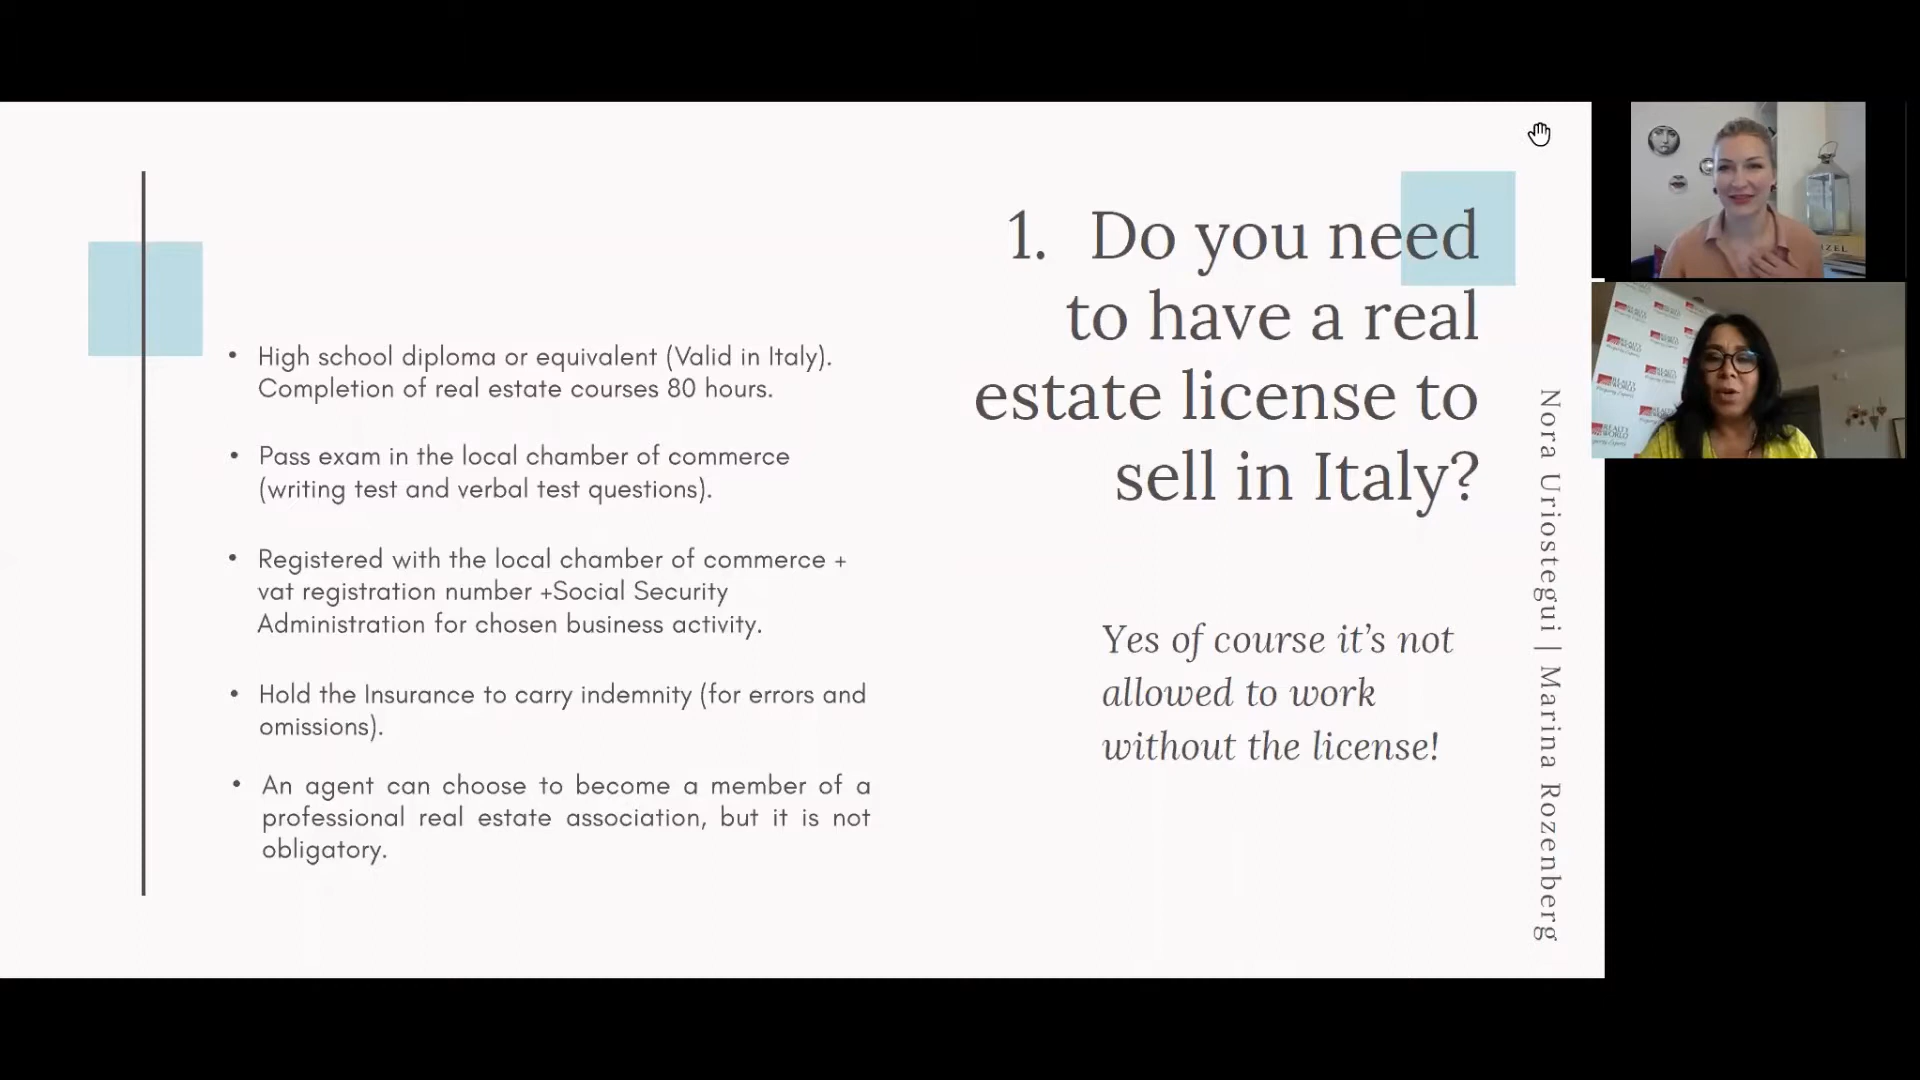 1. Do you need
to have a real
estate license to
sell in Italy?
Yes of course it’s not
allowed to work
without the license!
• High school diploma or equivalent (Valid in Italy).
Completion of real estate courses 80 hours.
• Pass exam in the local chamber of commerce
(writing test and verbal test questions).
• Registered with the local chamber of commerce +
vat registration number +Social Security
Administration for chosen business activity.
• Hold the Insurance to carry indemnity (for errors and
omissions).
• An agent can choose to become a member of a
professional real estate association, but it is not
obligatory.
Nora Uriostegui | Marina Rozenberg
REALTY
WORLD